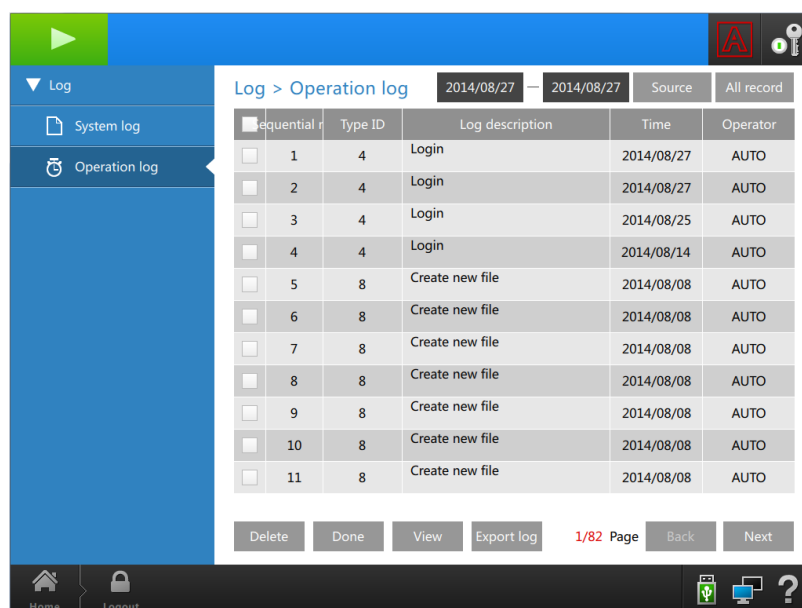 A
Log
Log > Operation log 2014/08/27 — 2014/08/27 Source All record
System log
Operation log
equential Type ID Log description Time Operator
1 4 Login 2014/08/27 AUTO
2 4 Login 2014/08/27 AUTO
3 4 Login 2014/08/25 AUTO
4 4 Login 2014/08/14 AUTO
5 8 Create new file 2014/08/08 AUTO
6 8 Create new file 2014/08/08 AUTO
7 8 Create new file 2014/08/08 AUTO
8 8 Create new file 2014/08/08 AUTO
9 8 Create new file 2014/08/08 AUTO
10 8 Create new file 2014/08/08 AUTO
11 8 Create new file 2014/08/08 AUTO
Delete Done View Export log 1/82 Page Back Next
Home Logout ?